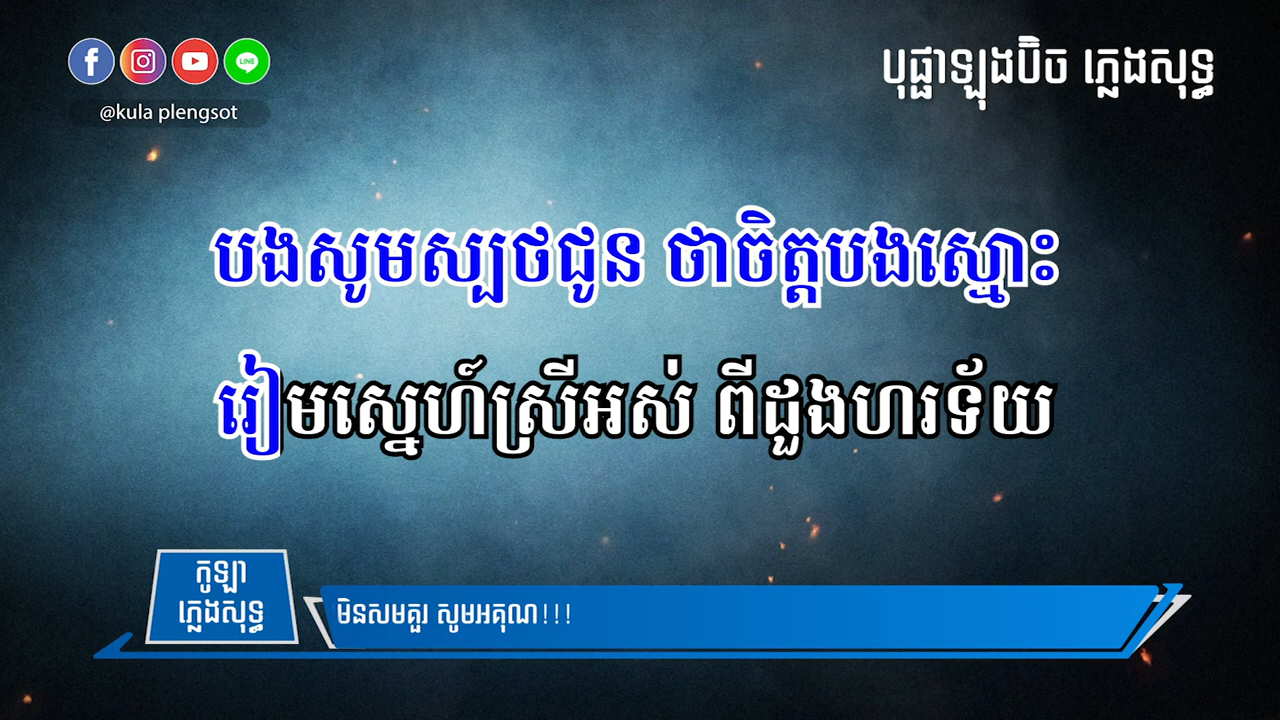 LINE
@kula plengsot
បុផ្ផាឡុងប៊ិច ភ្លេងសុទ្ធ
បងសូមស្បថជូន ថាចិត្តបងស្មោះ
រៀមស្នេហ៍ស្រីអស់ ពីដួងហរទ័យ
កូឡា
ភ្លេងសុទ្ធ
មិនសមគួរ សូមអគុណ!!!